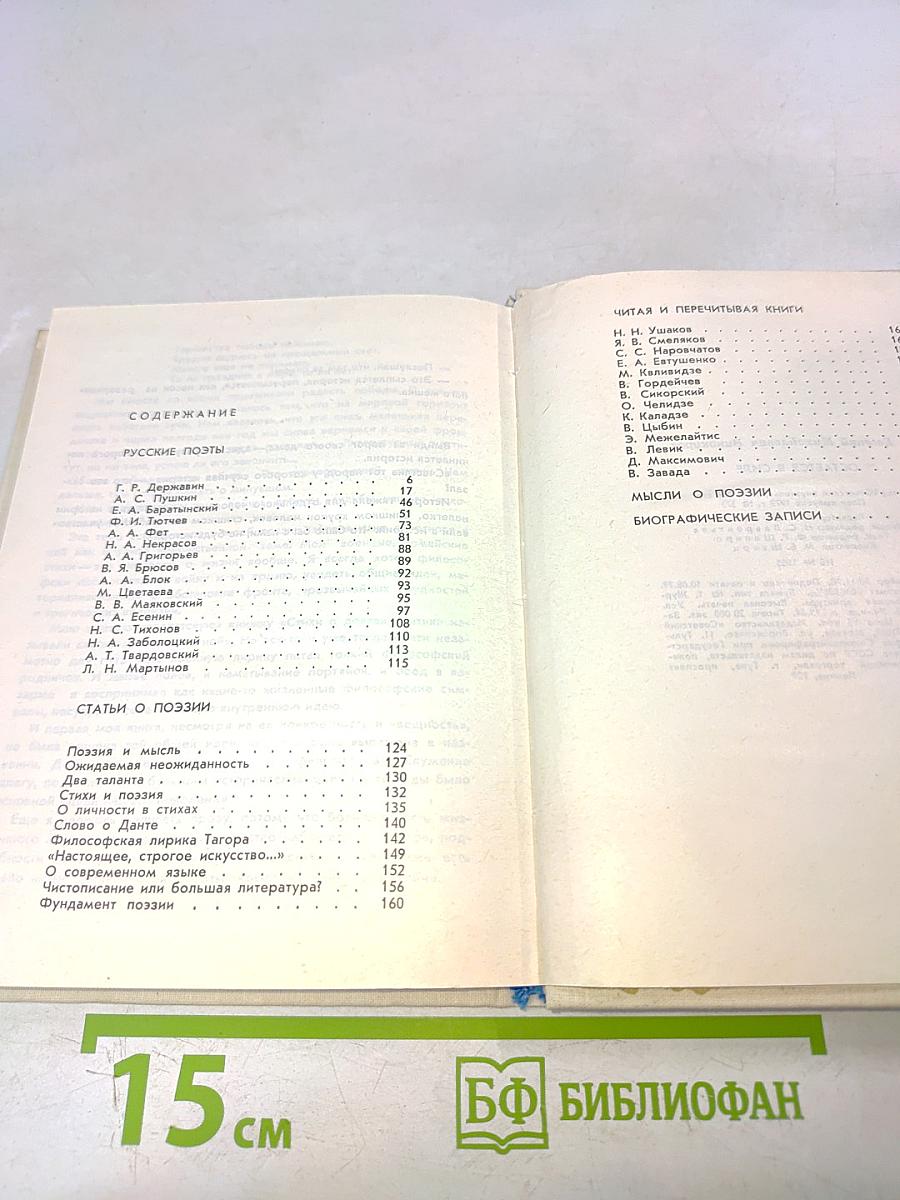 СОДЕРЖАНИЕ
РУССКИЕ ПОЭТЫ
Г. Р. Державин . . . . . . . . 6
А. С. Пушкин . . . . . . . . 17
Е. А. Баратынский . . . . . . . 46
Ф. И. Тютчев . . . . . . . . 51
А. А. Фет . . . . . . . . . 73
Н. А. Некрасов . . . . . . . . 81
А. А. Григорьев . . . . . . . . 88
В. Я. Брюсов . . . . . . . . 89
А. А. Блок . . . . . . . . . 92
М. Цветаева . . . . . . . . . 93
В. В. Маяковский . . . . . . . . 95
С. А. Есенин . . . . . . . . . 97
Н. С. Тихонов . . . . . . . . 108
Н. А. Заболоцкий . . . . . . . 110
А. Т. Твардовский . . . . . . . 113
Л. Н. Мартынов . . . . . . . . 115
СТАТЬИ О ПОЭЗИИ
Поэзия и мысль . . . . . . . . . 124
Ожидаемая неожиданность . . . . . . 127
Два таланта . . . . . . . . . . 130
Стихи и поэзия . . . . . . . . . 132
О личности в стихах . . . . . . . . 135
Слово о Данте . . . . . . . . . 140
Философская лирика Тагора . . . . . . 142
«Настоящее, строгое искусство...» . . . . 149
О современном языке . . . . . . . . 152
Чистописание или большая литература? . . 156
Фундамент поэзии . . . . . . . . . 160
ЧИТАЯ И ПЕРЕЧИТЫВАЯ КНИГИ
Н. Н. Ушаков
Я. В. Смеляков
С. С. Наровчатов
Е. А. Евтушенко
М. Квливидзе
В. Гордейчев
В. Сикорский
О. Челидзе
К. Каладзе
В. Цыбин
Э. Межелайтис
В. Левик
Д. Максимович
В. Завада
МЫСЛИ О ПОЭЗИИ
БИОГРАФИЧЕСКИЕ ЗАПИСИ
15 см
БФ БИБЛИОФАН